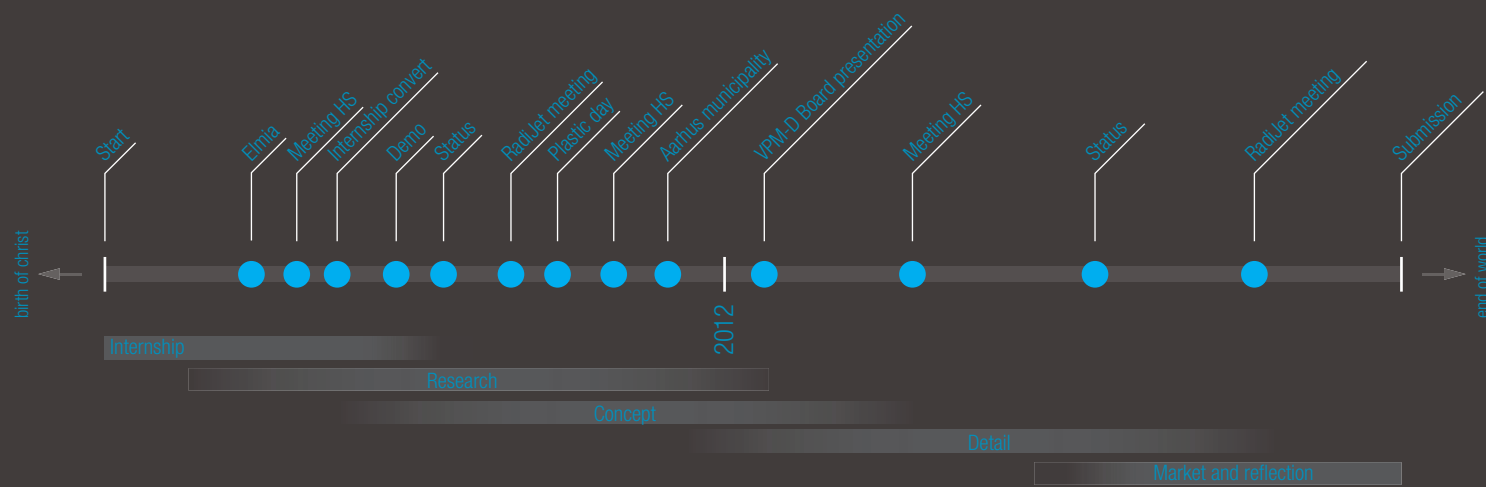 Start
Elmia
Meeting HS
Internship convert
Demo
Status
RadiJet meeting
Plastic day
Meeting HS
Aarhus municipality
VPM-D Board presentation
Meeting HS
Status
RadiJet meeting
Submission
birth of christ
end of world
2012
Internship
Research
Concept
Detail
Market and reflection